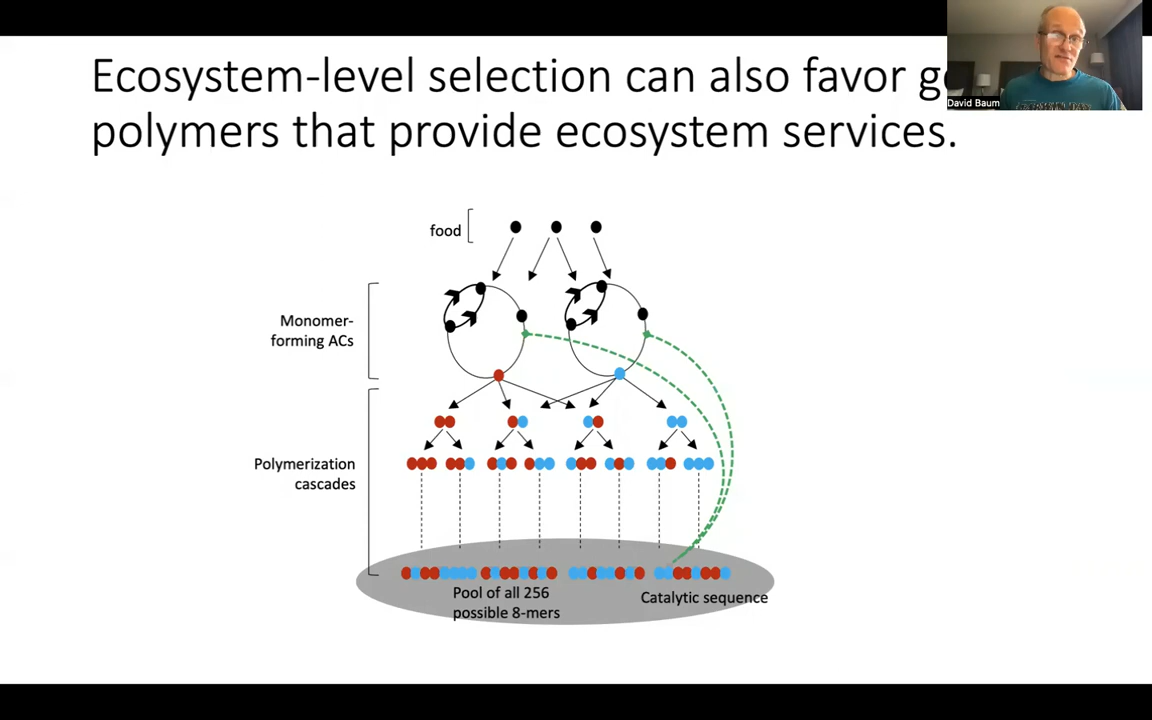 Ecosystem-level selection can also favor
polymers that provide ecosystem services.
David Baum
food
Monomer-
forming ACs
Polymerization
cascades
Pool of all 256
possible 8-mers
Catalytic sequence